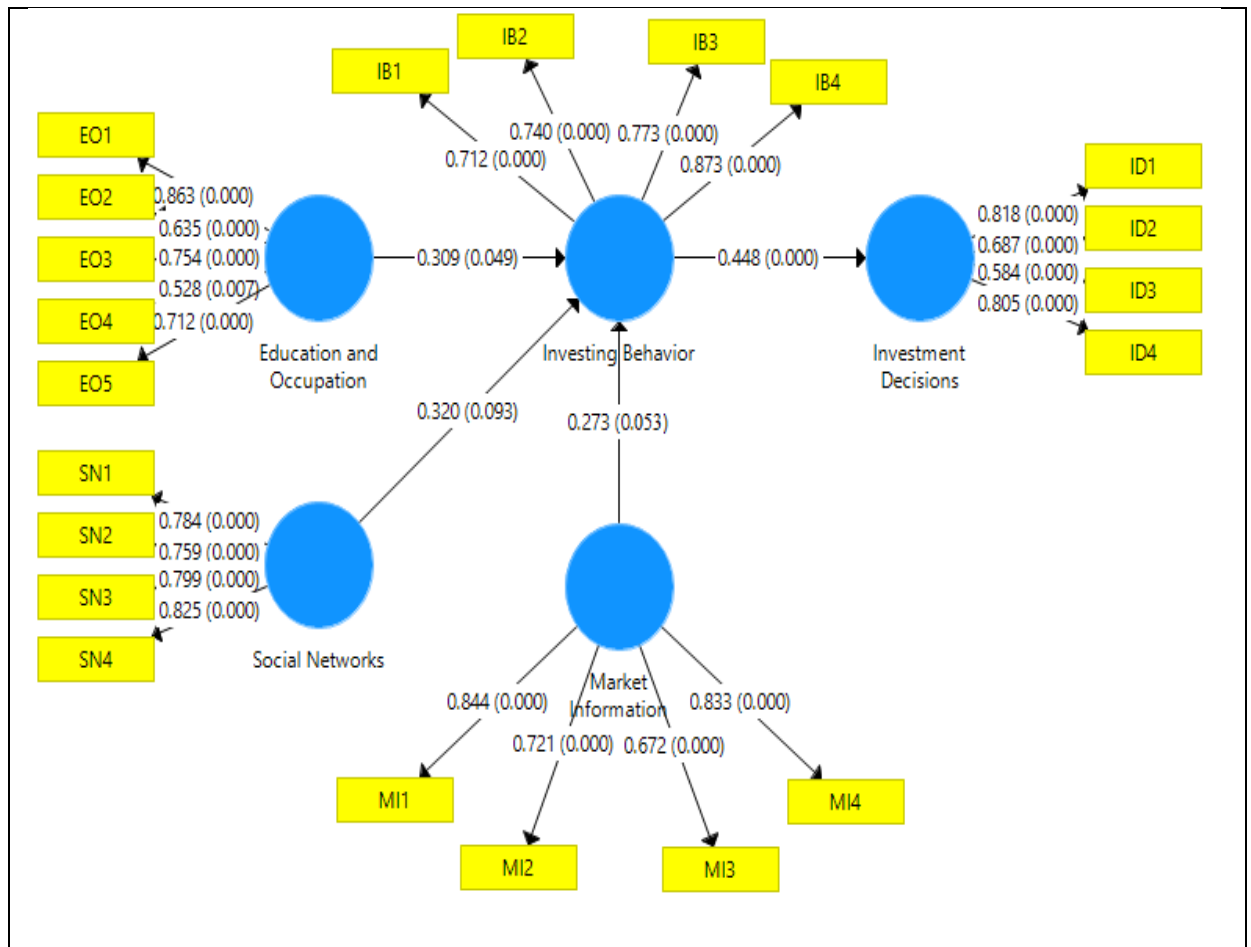 IB2
IB3
IB1
IB4
0.740 (0.000)
0.773 (0.000)
0.712 (0.000)
0.873 (0.000)
EO1
EO2
EO3
EO4
EO5
0.863 (0.000)
0.635 (0.000)
0.754 (0.000)
0.528 (0.007)
0.712 (0.000)
Education and
Occupation
0.309 (0.049)
Investing Behavior
0.448 (0.000)
Investment
Decisions
ID1
ID2
ID3
ID4
0.818 (0.000)
0.687 (0.000)
0.584 (0.000)
0.805 (0.000)
0.320 (0.093)
0.273 (0.053)
SN1
SN2
SN3
SN4
0.784 (0.000)
0.759 (0.000)
0.799 (0.000)
0.825 (0.000)
Social Networks
Market
Information
0.844 (0.000)
0.721 (0.000)
0.672 (0.000)
0.833 (0.000)
MI1
MI2
MI3
MI4